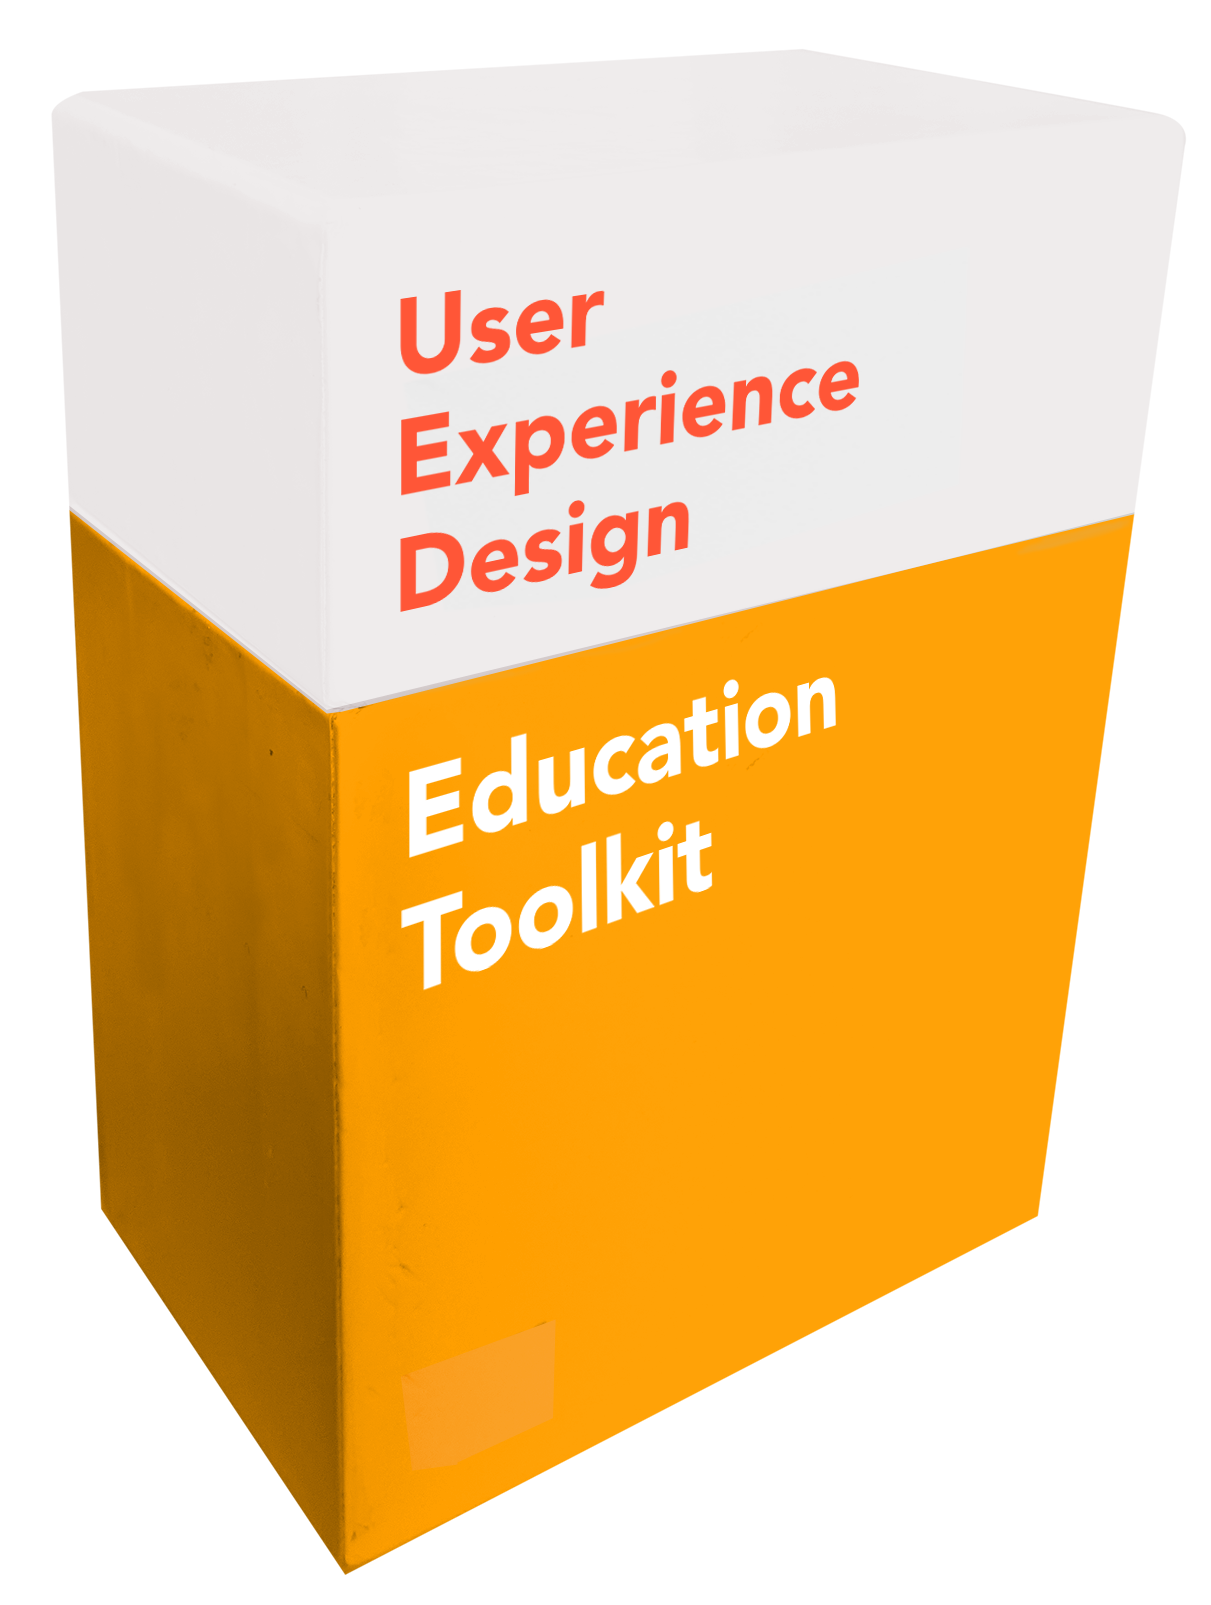 User
Experience
Design
Education
Toolkit